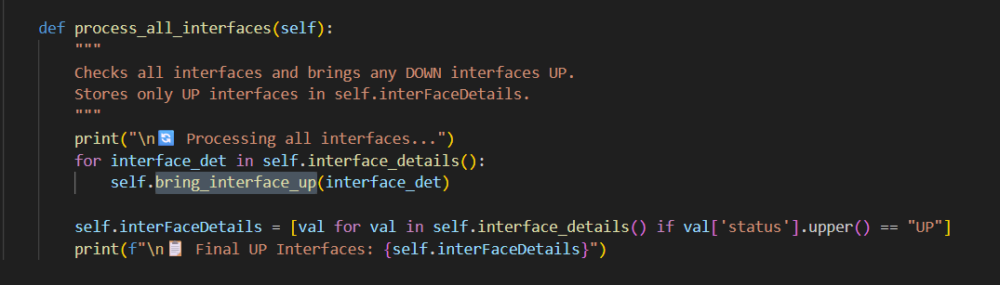 def process_all_interfaces(self):
"""
Checks all interfaces and brings any DOWN interfaces UP.
Stores only UP interfaces in self.interFaceDetails.
"""
print("\n🔄 Processing all interfaces...")
for interface_det in self.interface_details():
self.bring_interface_up(interface_det)
self.interFaceDetails = [val for val in self.interface_details() if val['status'].upper() == "UP"]
print(f"\n📋 Final UP Interfaces: {self.interFaceDetails}")